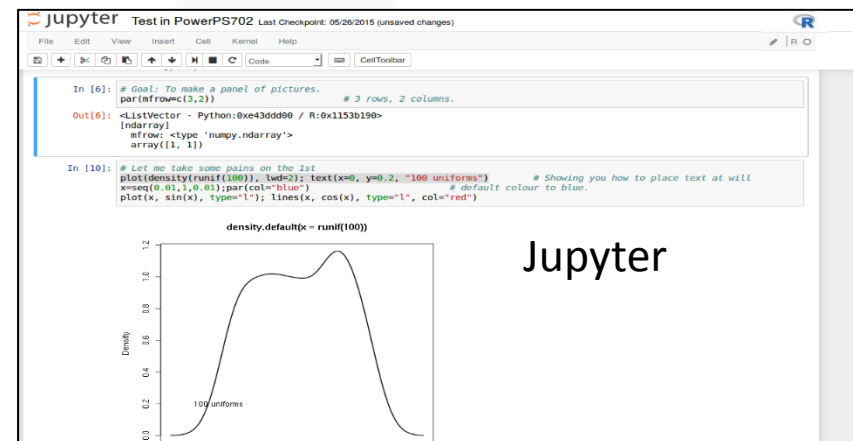 Jupyter Test in PowerPS702 Last Checkpoint: 05/26/2015 (unsaved changes)
R
File Edit View Insert Cell Kernel Help
R
Code CellToolbar
In [6]: # Goal: To make a panel of pictures.
par(mfrow=c(3,2)) # 3 rows, 2 columns.
Out[6]: <ListVector - Python:0xe43ddd00 / R:0x1153b190>
[ndarray]
mfrow: <type 'numpy.ndarray'>
array([1, 1])
In [10]: # Let me take some pains on the 1st
plot(density(runif(100)), lwd=2); text(x=0, y=0.2, "100 uniforms") # Showing you how to place text at will
x=seq(0.01,1,0.01);par(col="blue") # default colour to blue.
plot(x, sin(x), type="l"); lines(x, cos(x), type="l", col="red")
density.default(x = runif(100))
Jupyter
1.2
1.0
0.8
0.6
Density
0.4
0.2
100 uniforms
0.0